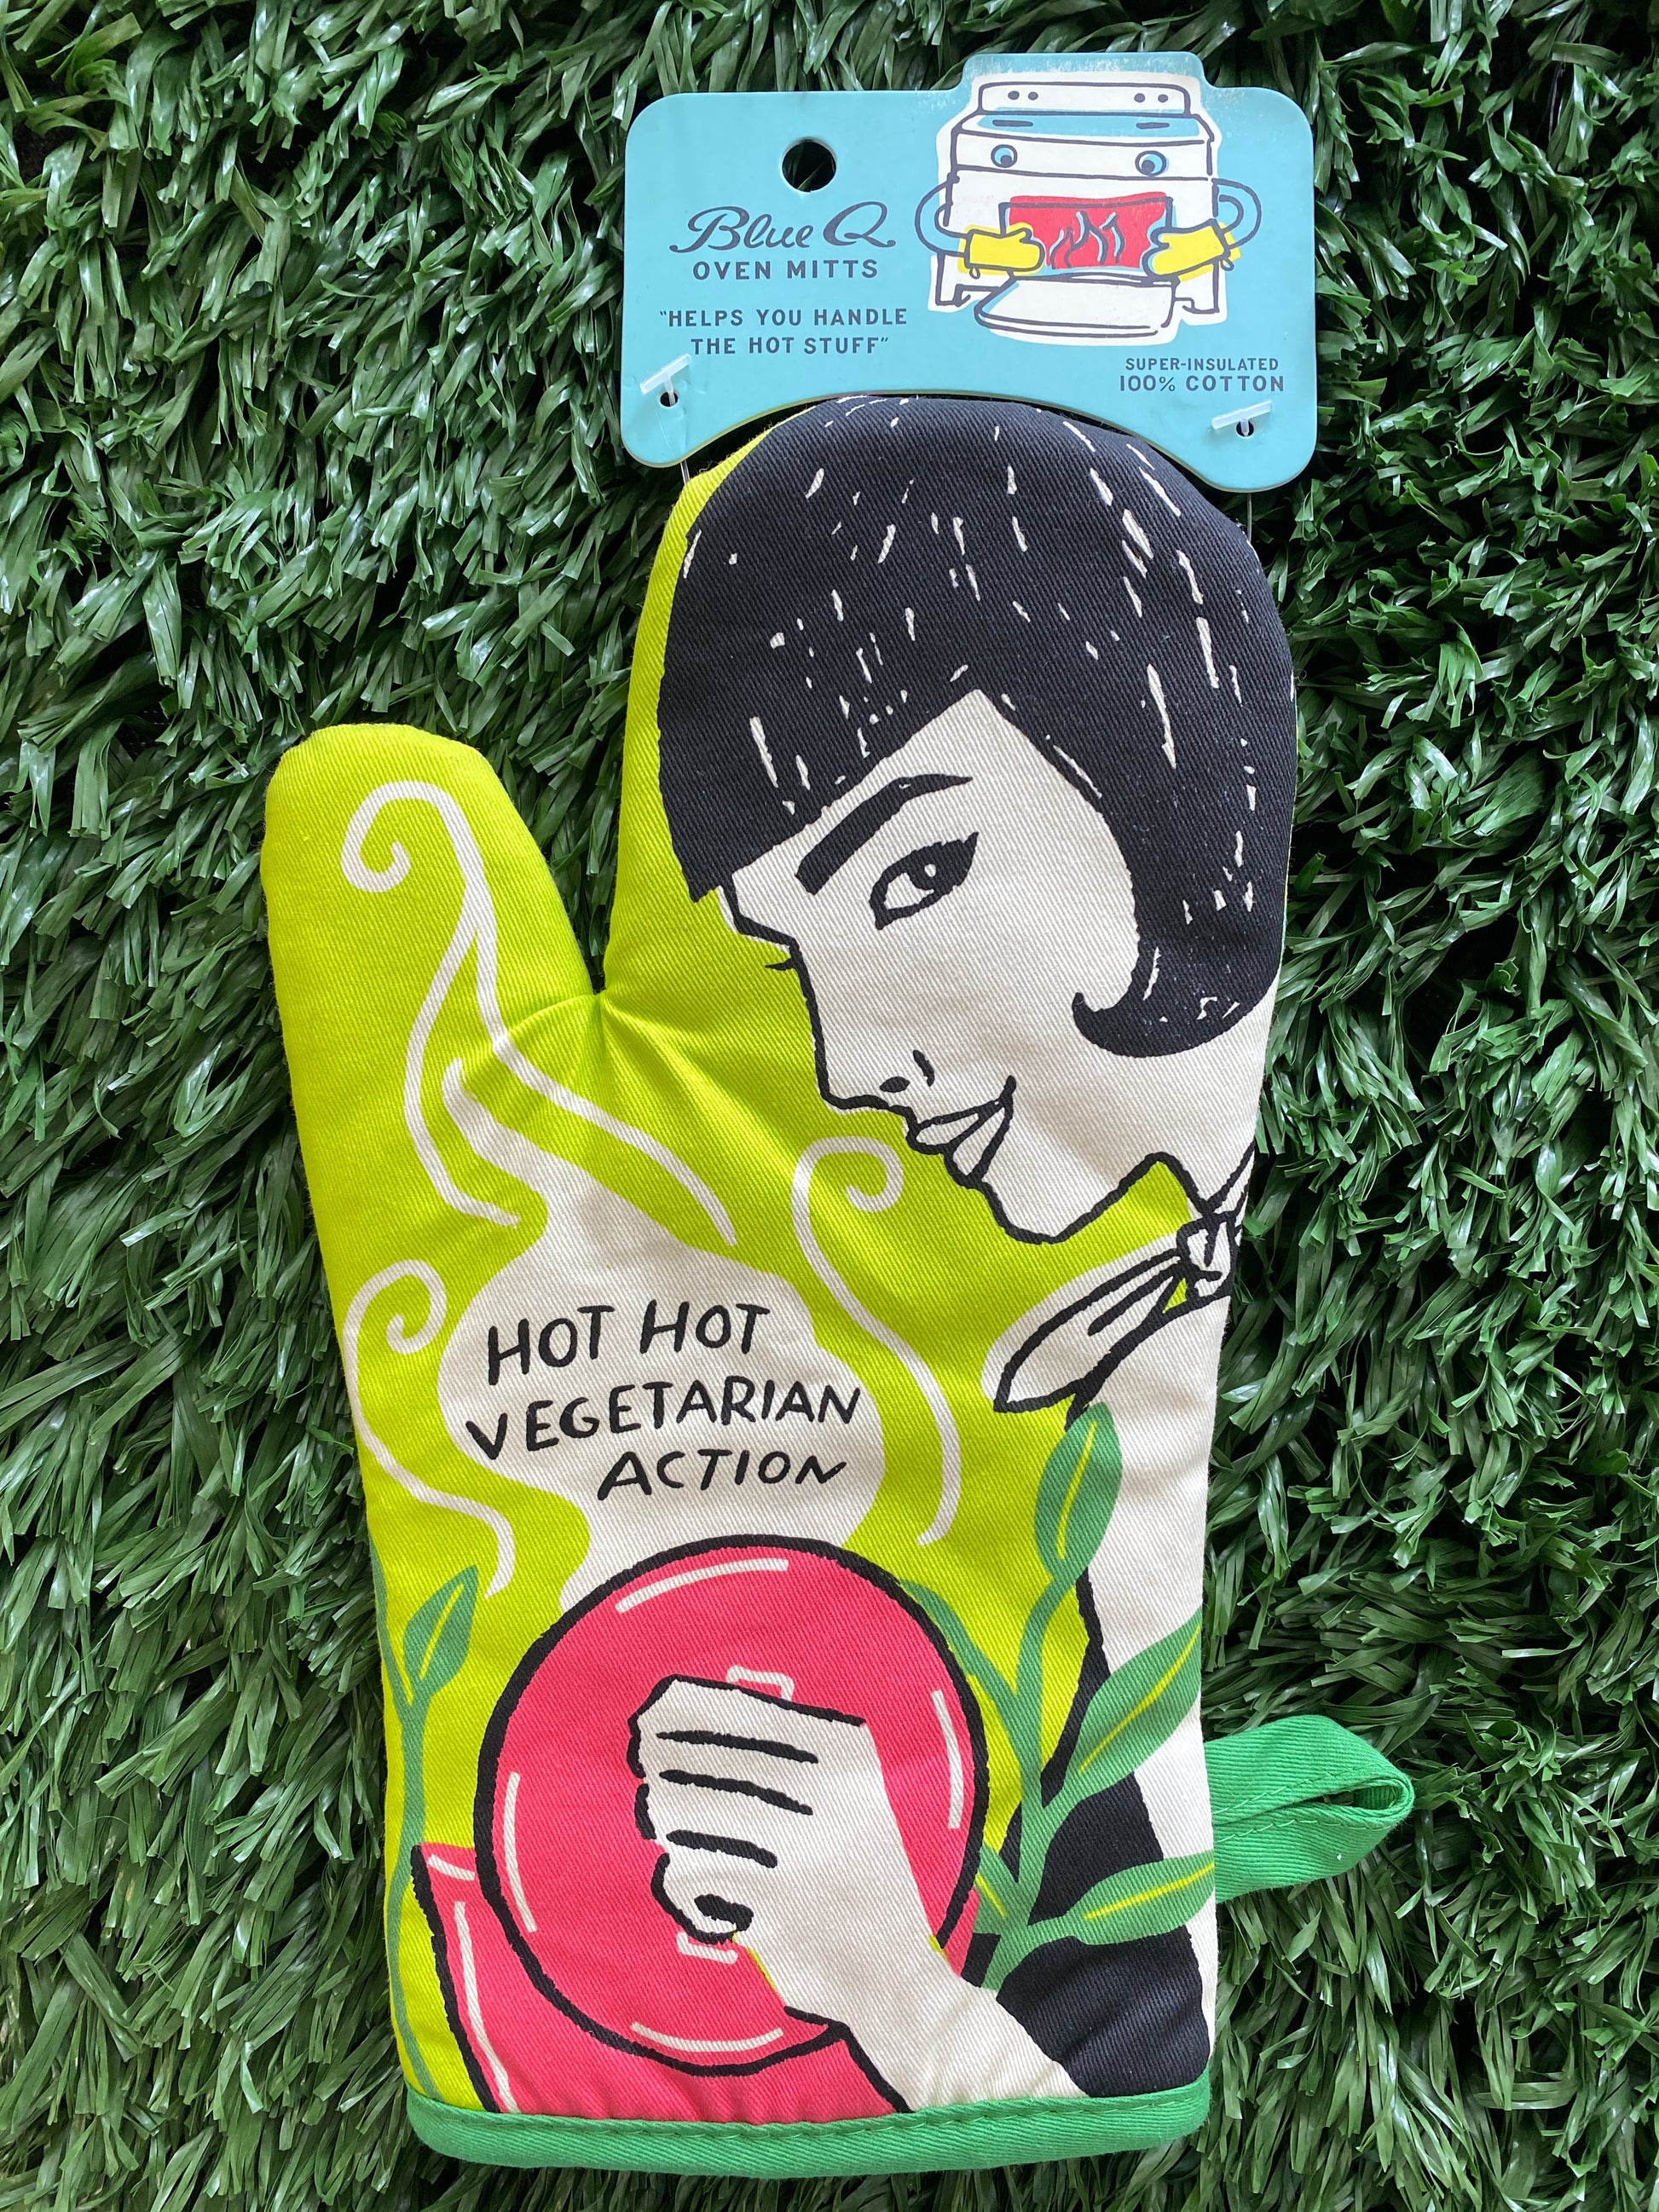 Blue Q
OVEN MITTS
"HELPS YOU HANDLE
THE HOT STUFF"
SUPER-INSULATED
100% COTTON
HOT HOT
VEGETARIAN
ACTION